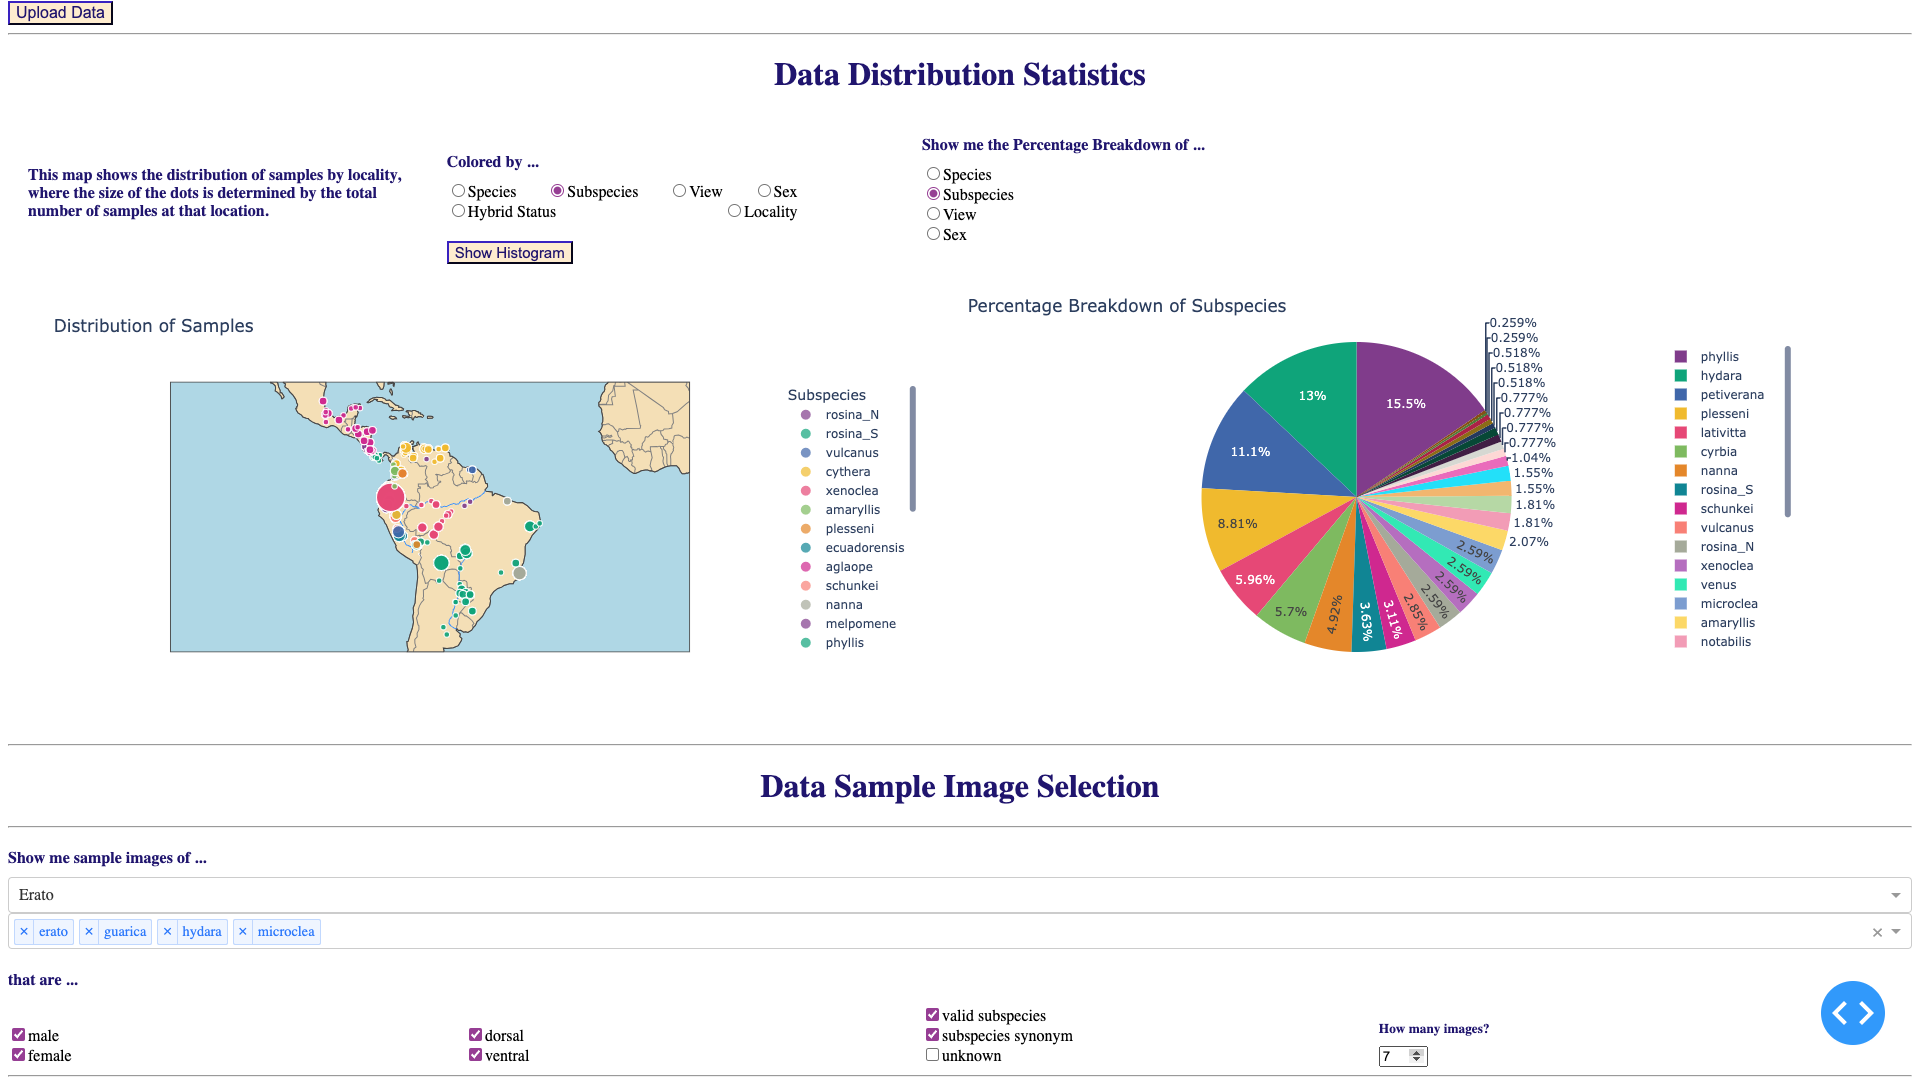 Upload Data
Data Distribution Statistics
This map shows the distribution of samples by locality,
where the size of the dots is determined by the total
number of samples at that location.
Colored by ...
Species
Subspecies
View
Sex
Hybrid Status
Locality
Show Histogram
Show me the Percentage Breakdown of ...
Species
Subspecies
View
Sex
Distribution of Samples
Subspecies
rosina_N
rosina_S
vulcanus
cythera
xenoclea
amaryllis
plesseni
ecuadorensis
aglaope
schunkei
nanna
melpomene
phyllis
Percentage Breakdown of Subspecies
0.259%
0.259%
0.518%
0.518%
0.518%
0.777%
0.777%
0.777%
0.777%
1.04%
1.55%
1.55%
1.81%
1.81%
2.07%
2.59%
2.59%
2.59%
2.59%
2.85%
3.11%
3.63%
4.92%
5.7%
5.96%
8.81%
11.1%
13%
15.5%
phyllis
hydara
petiverana
plesseni
lativitta
cyrbia
nanna
rosina_S
schunkei
vulcanus
rosina_N
xenoclea
venus
microclea
amaryllis
notabilis
Data Sample Image Selection
Show me sample images of ...
Erato
× erato × guarica × hydara × microclea
that are ...
male
female
dorsal
ventral
valid subspecies
subspecies synonym
unknown
How many images?
7